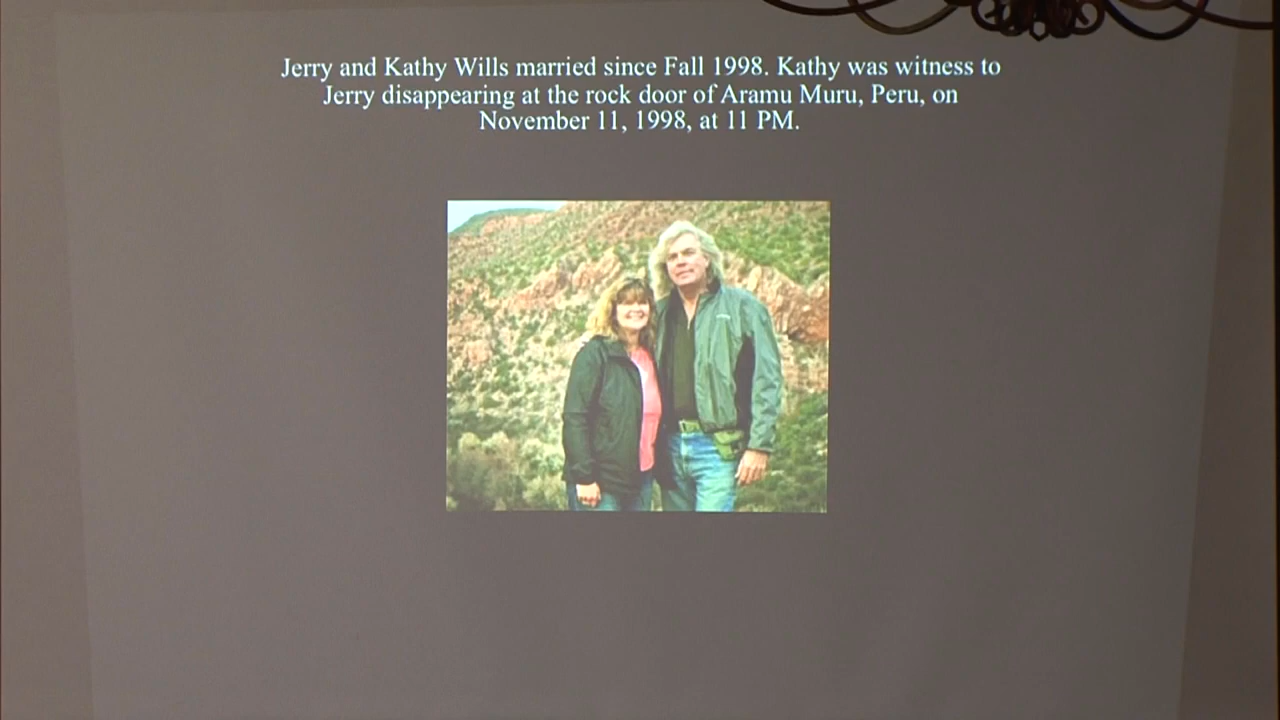 Jerry and Kathy Wills married since Fall 1998. Kathy was witness to
Jerry disappearing at the rock door of Aramu Muru, Peru, on
November 11, 1998, at 11 PM.